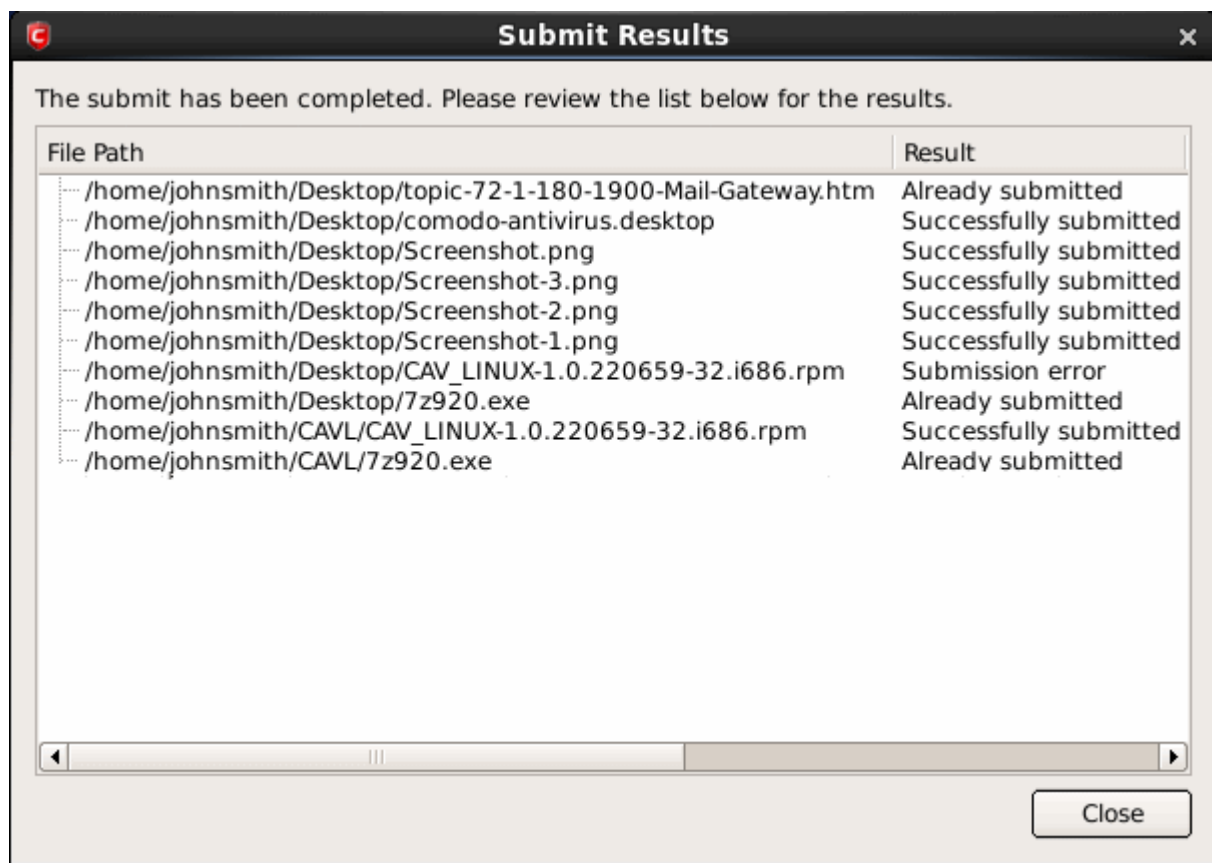 Submit Results
The submit has been completed. Please review the list below for the results.
File Path Result
/home/johnsmith/Desktop/topic-72-1-180-1900-Mail-Gateway.htm Already submitted
/home/johnsmith/Desktop/comodo-antivirus.desktop Successfully submitted
/home/johnsmith/Desktop/Screenshot.png Successfully submitted
/home/johnsmith/Desktop/Screenshot-3.png Successfully submitted
/home/johnsmith/Desktop/Screenshot-2.png Successfully submitted
/home/johnsmith/Desktop/Screenshot-1.png Successfully submitted
/home/johnsmith/Desktop/CAV_LINUX-1.0.220659-32.i686.rpm Submission error
/home/johnsmith/Desktop/7z920.exe Already submitted
/home/johnsmith/CAVL/CAV_LINUX-1.0.220659-32.i686.rpm Successfully submitted
/home/johnsmith/CAVL/7z920.exe Already submitted
Close